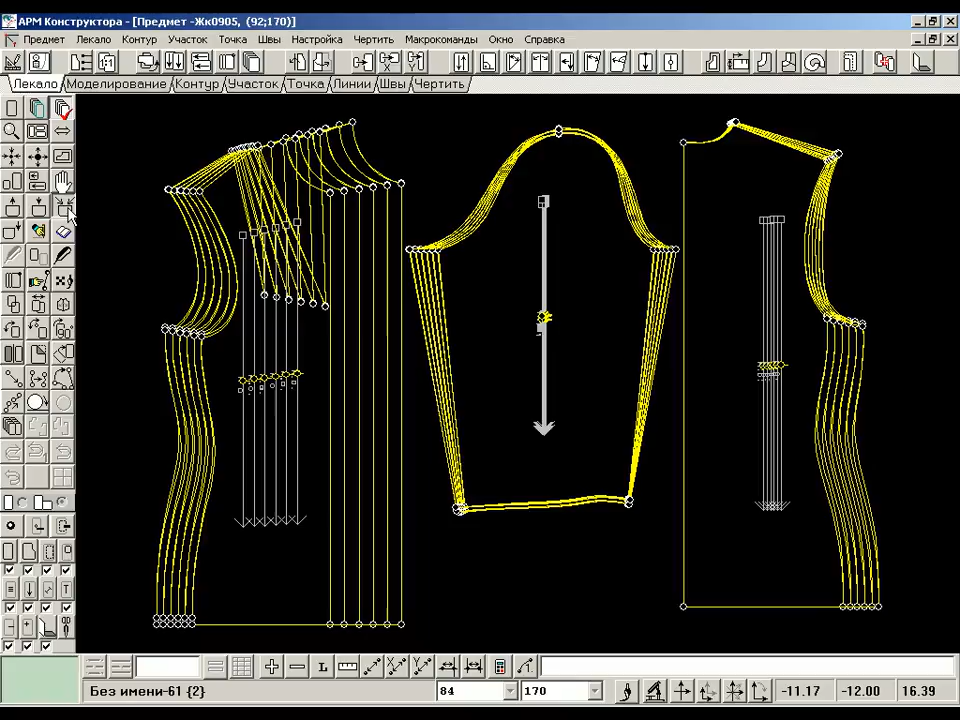 АРМ Конструктора - [Предмет -Жк0905, (92;170)]
Предмет Лекало Контур Участок Точка Швы Настройка Чертить Макрокоманды Окно Справка
Лекало Моделирование Контур Участок Точка Линии Швы Чертить
Без имени-61 {2} 84 170 -11.17 -12.00 16.39